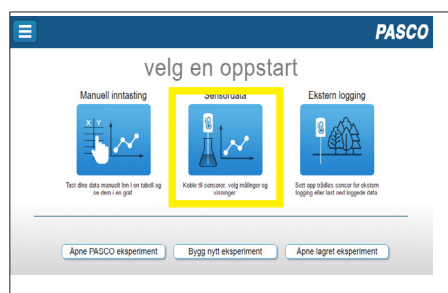 PASCO
velg en oppstart
Manuell inntasting
Sensordata
Ekstern logging
X Y
Tast dine data manuelt inn i en tabell og
se dem i en graf
Koble til sensorer, velg målinger og
visninger
Sett opp trådløs sensor for ekstern
logging eller last ned loggede data
Åpne PASCO eksperiment
Bygg nytt eksperiment
Åpne lagret eksperiment